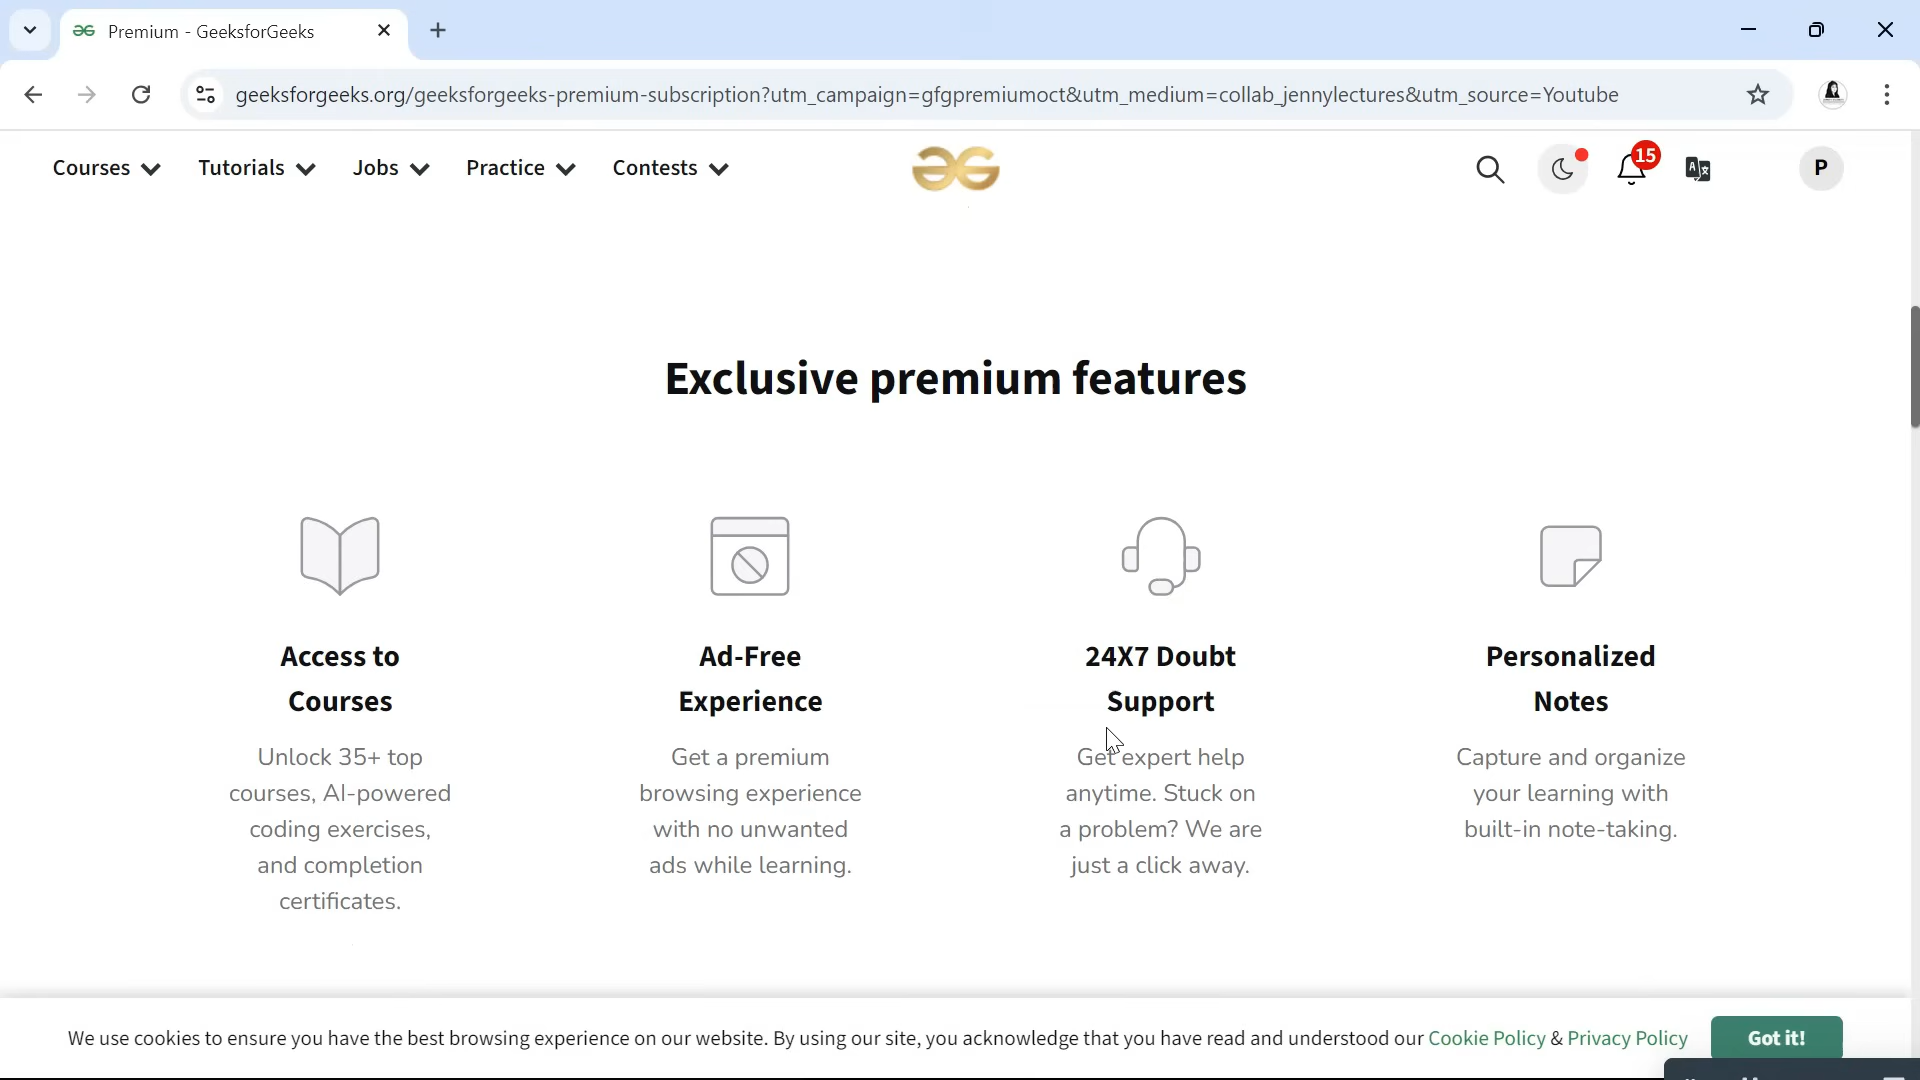 Premium - GeeksforGeeks
geeksforgeeks.org/geeksforgeeks-premium-subscription?utm_campaign=gfgpremiumoct&utm_medium=collab_jennylectures&utm_source=Youtube
Courses Tutorials Jobs Practice Contests
15
P
Exclusive premium features
Access to
Courses
Unlock 35+ top
courses, AI-powered
coding exercises,
and completion
certificates.
Ad-Free
Experience
Get a premium
browsing experience
with no unwanted
ads while learning.
24X7 Doubt
Support
Get expert help
anytime. Stuck on
a problem? We are
just a click away.
Personalized
Notes
Capture and organize
your learning with
built-in note-taking.
We use cookies to ensure you have the best browsing experience on our website. By using our site, you acknowledge that you have read and understood our Cookie Policy & Privacy Policy
Got it!